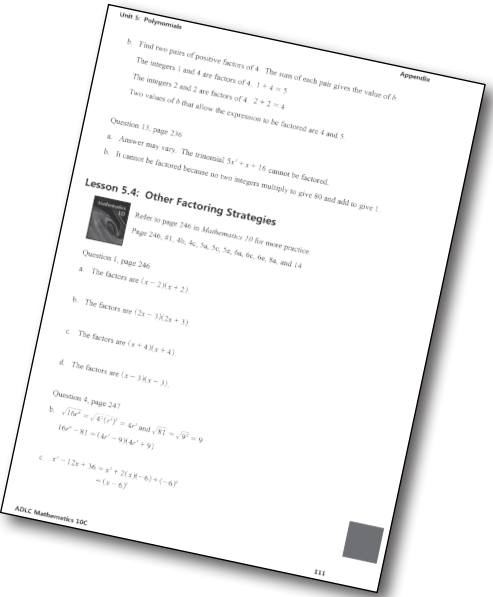 Unit 5: Polynomials
Appendix
b. Find two pairs of positive factors of 4. The sum of each pair gives the value of b.
The integers 1 and 4 are factors of 4. 1 + 4 = 5
The integers 2 and 2 are factors of 4. 2 + 2 = 4
Two values of b that allow the expression to be factored are 4 and 5.
Question 13, page 236
a. Answer may vary. The trinomial 5x² + x + 16 cannot be factored.
b. It cannot be factored because no two integers multiply to give 80 and add to give 1.
Lesson 5.4: Other Factoring Strategies
Mathematics
10
Refer to page 246 in Mathematics 10 for more practice.
Page 246, #1, 4b, 4c, 5a, 5c, 5e, 6a, 6c, 6e, 8a, and 14
Question 1, page 246
a. The factors are (x − 2)(x + 2).
b. The factors are (2x − 3)(2x + 3).
c. The factors are (x + 4)(x + 4).
d. The factors are (x − 3)(x − 3).
Question 4, page 247
b. √16r⁴ = √4²(r²)² = 4r² and √81 = √9² = 9
16r⁴ − 81 = (4r² − 9)(4r² + 9)
c. x² − 12x + 36 = x² + 2(x)(−6) + (−6)²
= (x − 6)²
ADLC Mathematics 10C
111